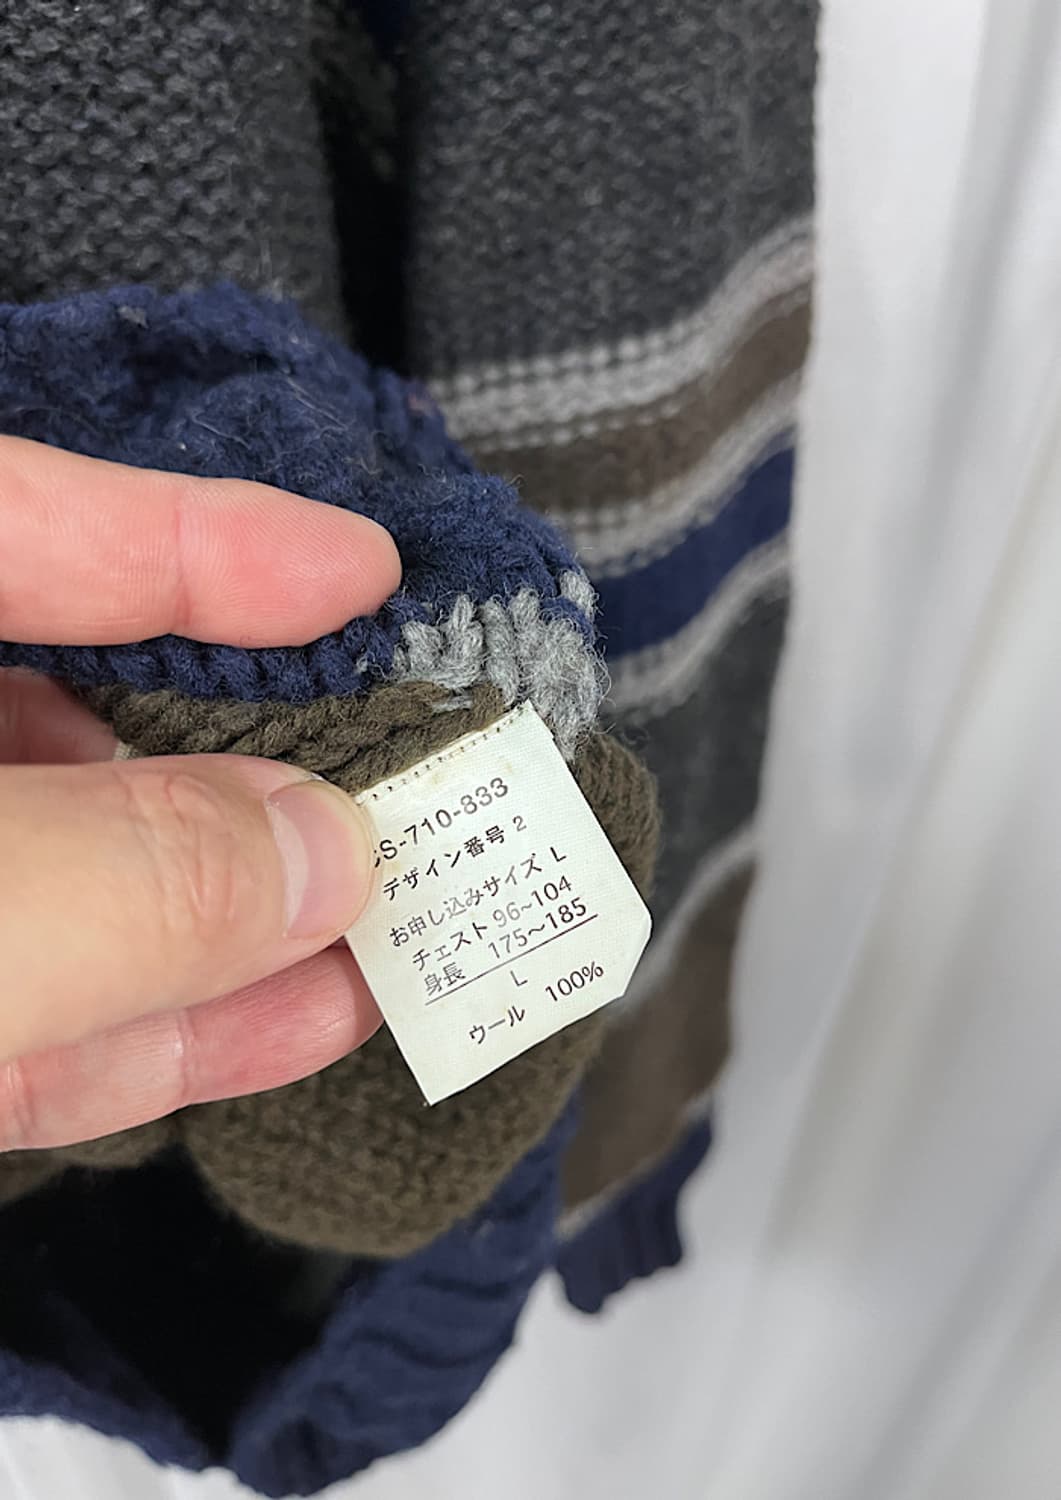 CS-710-833
デザイン番号 2
お申し込みサイズ L
チェスト 96~104
身長 175~185
L
ウール 100%